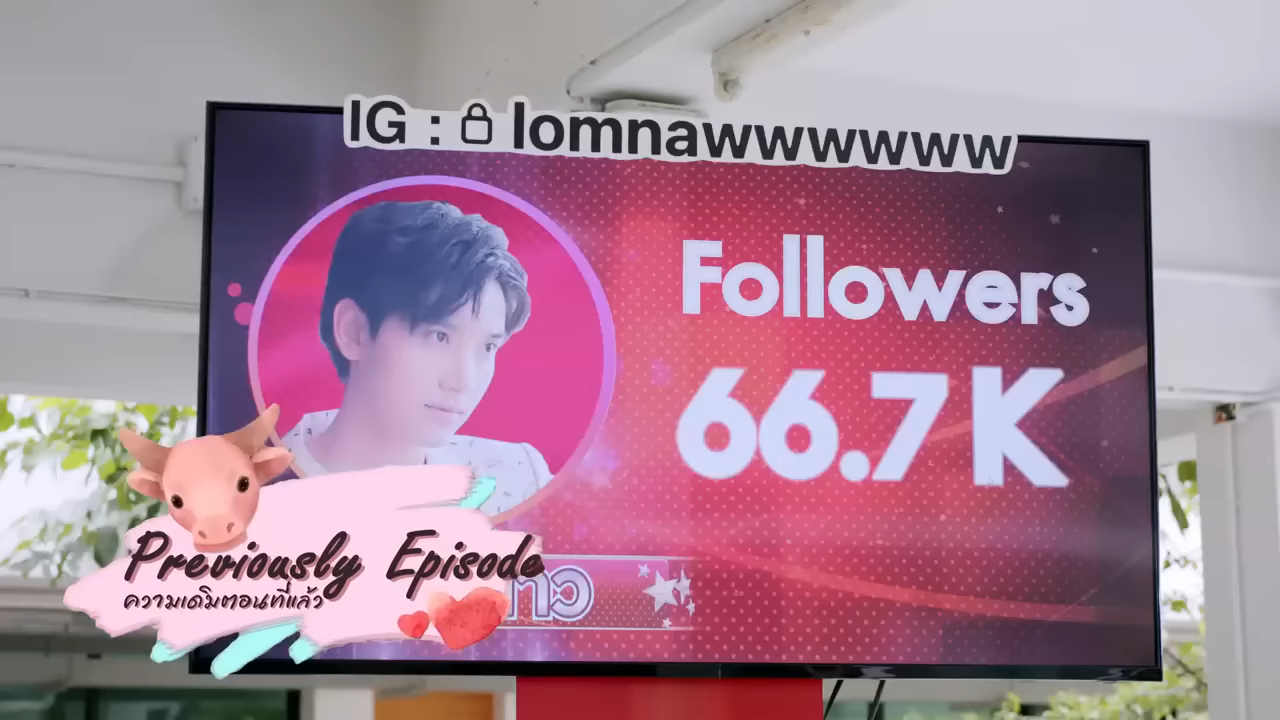 IG : lomnawwwwwww
Followers
66.7 K
Previously Episode
ความเดิมตอนที่แล้ว